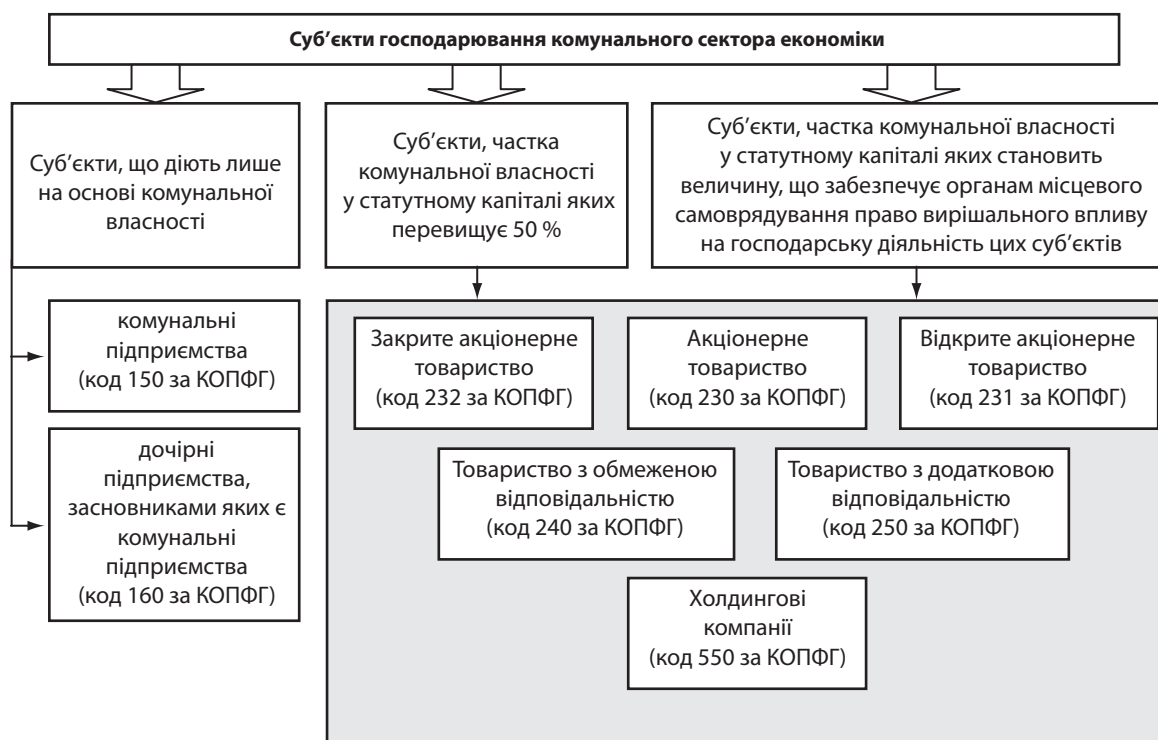 Суб’єкти господарювання комунального сектора економіки
Суб’єкти, що діють лише
на основі комунальної
власності
Суб’єкти, частка
комунальної власності
у статутному капіталі яких
перевищує 50 %
Суб’єкти, частка комунальної власності
у статутному капіталі яких становить
величину, що забезпечує органам місцевого
самоврядування право вирішального впливу
на господарську діяльність цих суб’єктів
комунальні
підприємства
(код 150 за КОПФГ)
дочірні
підприємства,
засновниками яких є
комунальні
підприємства
(код 160 за КОПФГ)
Закрите акціонерне
товариство
(код 232 за КОПФГ)
Акціонерне
товариство
(код 230 за КОПФГ)
Відкрите акціонерне
товариство
(код 231 за КОПФГ)
Товариство з обмеженою
відповідальністю
(код 240 за КОПФГ)
Товариство з додатковою
відповідальністю
(код 250 за КОПФГ)
Холдингові
компанії
(код 550 за КОПФГ)